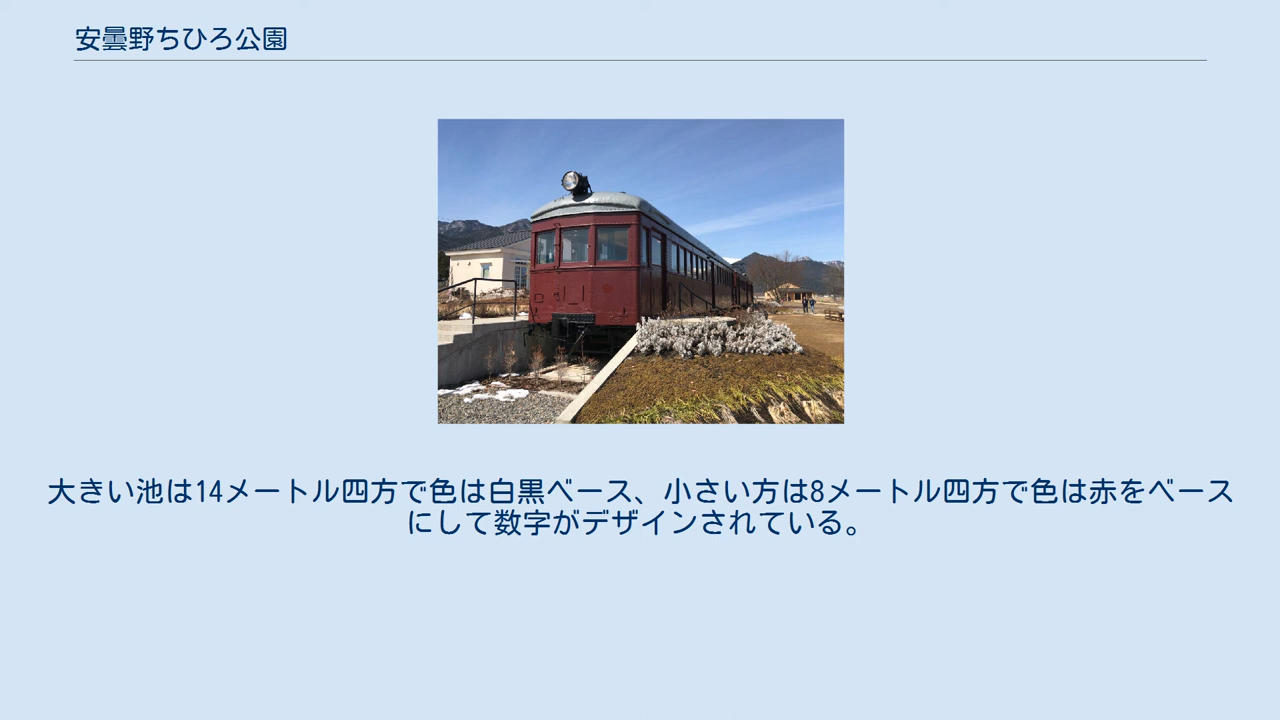 安曇野ちひろ公園
大きい池は14メートル四方で色は白黒ベース、小さい方は8メートル四方で色は赤をベース
にして数字がデザインされている。